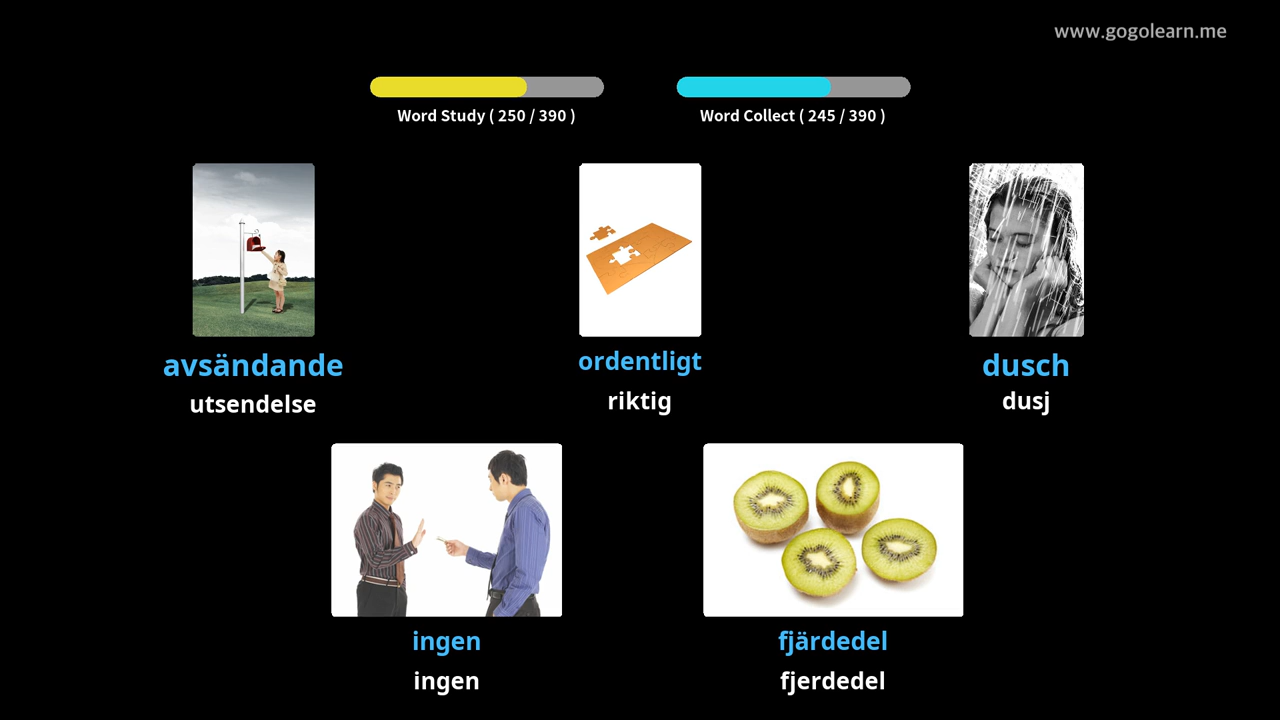 www.gogolearn.me
Word Study ( 250 / 390 )
Word Collect ( 245 / 390 )
avsändande
utsendelse
ordentligt
riktig
dusch
dusj
ingen
ingen
fjärdedel
fjerdedel